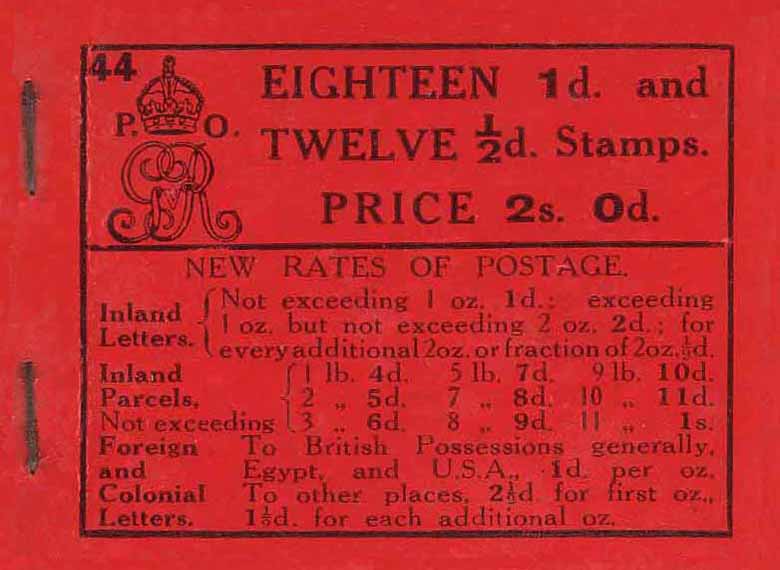 44
P. O.
GvR
EIGHTEEN 1d. and
TWELVE ½d. Stamps.
PRICE 2s. 0d.
NEW RATES OF POSTAGE.
Inland Letters. { Not exceeding 1 oz. 1d.; exceeding
1 oz. but not exceeding 2 oz. 2d.; for
every additional 2oz. or fraction of 2oz. ½d.
Inland { 1 lb. 4d. 5 lb. 7d. 9 lb. 10d.
Parcels, 2 „ 5d. 7 „ 8d. 10 „ 11d.
Not exceeding 3 „ 6d. 8 „ 9d. 11 „ 1s.
Foreign To British Possessions generally,
and Egypt, and U.S.A., 1d. per oz.
Colonial To other places, 2½d for first oz.,
Letters. 1½d. for each additional oz.